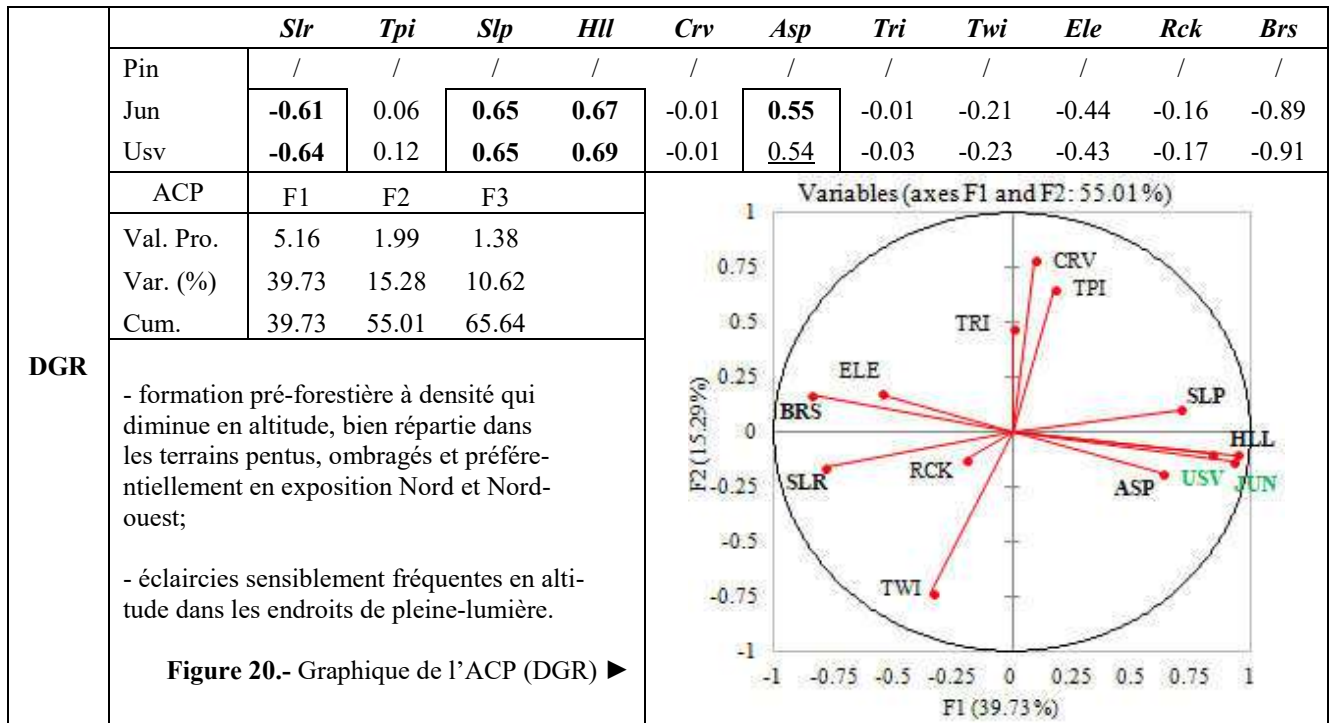 Slr Tpi Slp Hll Crv Asp Tri Twi Ele Rck Brs
Pin / / / / / / / / / / /
Jun -0.61 0.06 0.65 0.67 -0.01 0.55 -0.01 -0.21 -0.44 -0.16 -0.89
Usv -0.64 0.12 0.65 0.69 -0.01 0.54 -0.03 -0.23 -0.43 -0.17 -0.91
ACP F1 F2 F3
Val. Pro. 5.16 1.99 1.38
Var. (%) 39.73 15.28 10.62
Cum. 39.73 55.01 65.64
DGR
- formation pré-forestière à densité qui
diminue en altitude, bien répartie dans
les terrains pentus, ombragés et préfére-
ntiellement en exposition Nord et Nord-
ouest;
- éclaircies sensiblement fréquentes en alti-
tude dans les endroits de pleine-lumière.
Figure 20.- Graphique de l'ACP (DGR) ►
Variables (axes F1 and F2: 55.01%)
1
0.75
0.5
0.25
0
-0.25
-0.5
-0.75
-1
F2 (15.29%)
CRV
TPI
TRI
ELE
BRS
SLP
HLL
SLR
RCK
ASP
USV
JUN
TWI
-1 -0.75 -0.5 -0.25 0 0.25 0.5 0.75 1
F1 (39.73%)